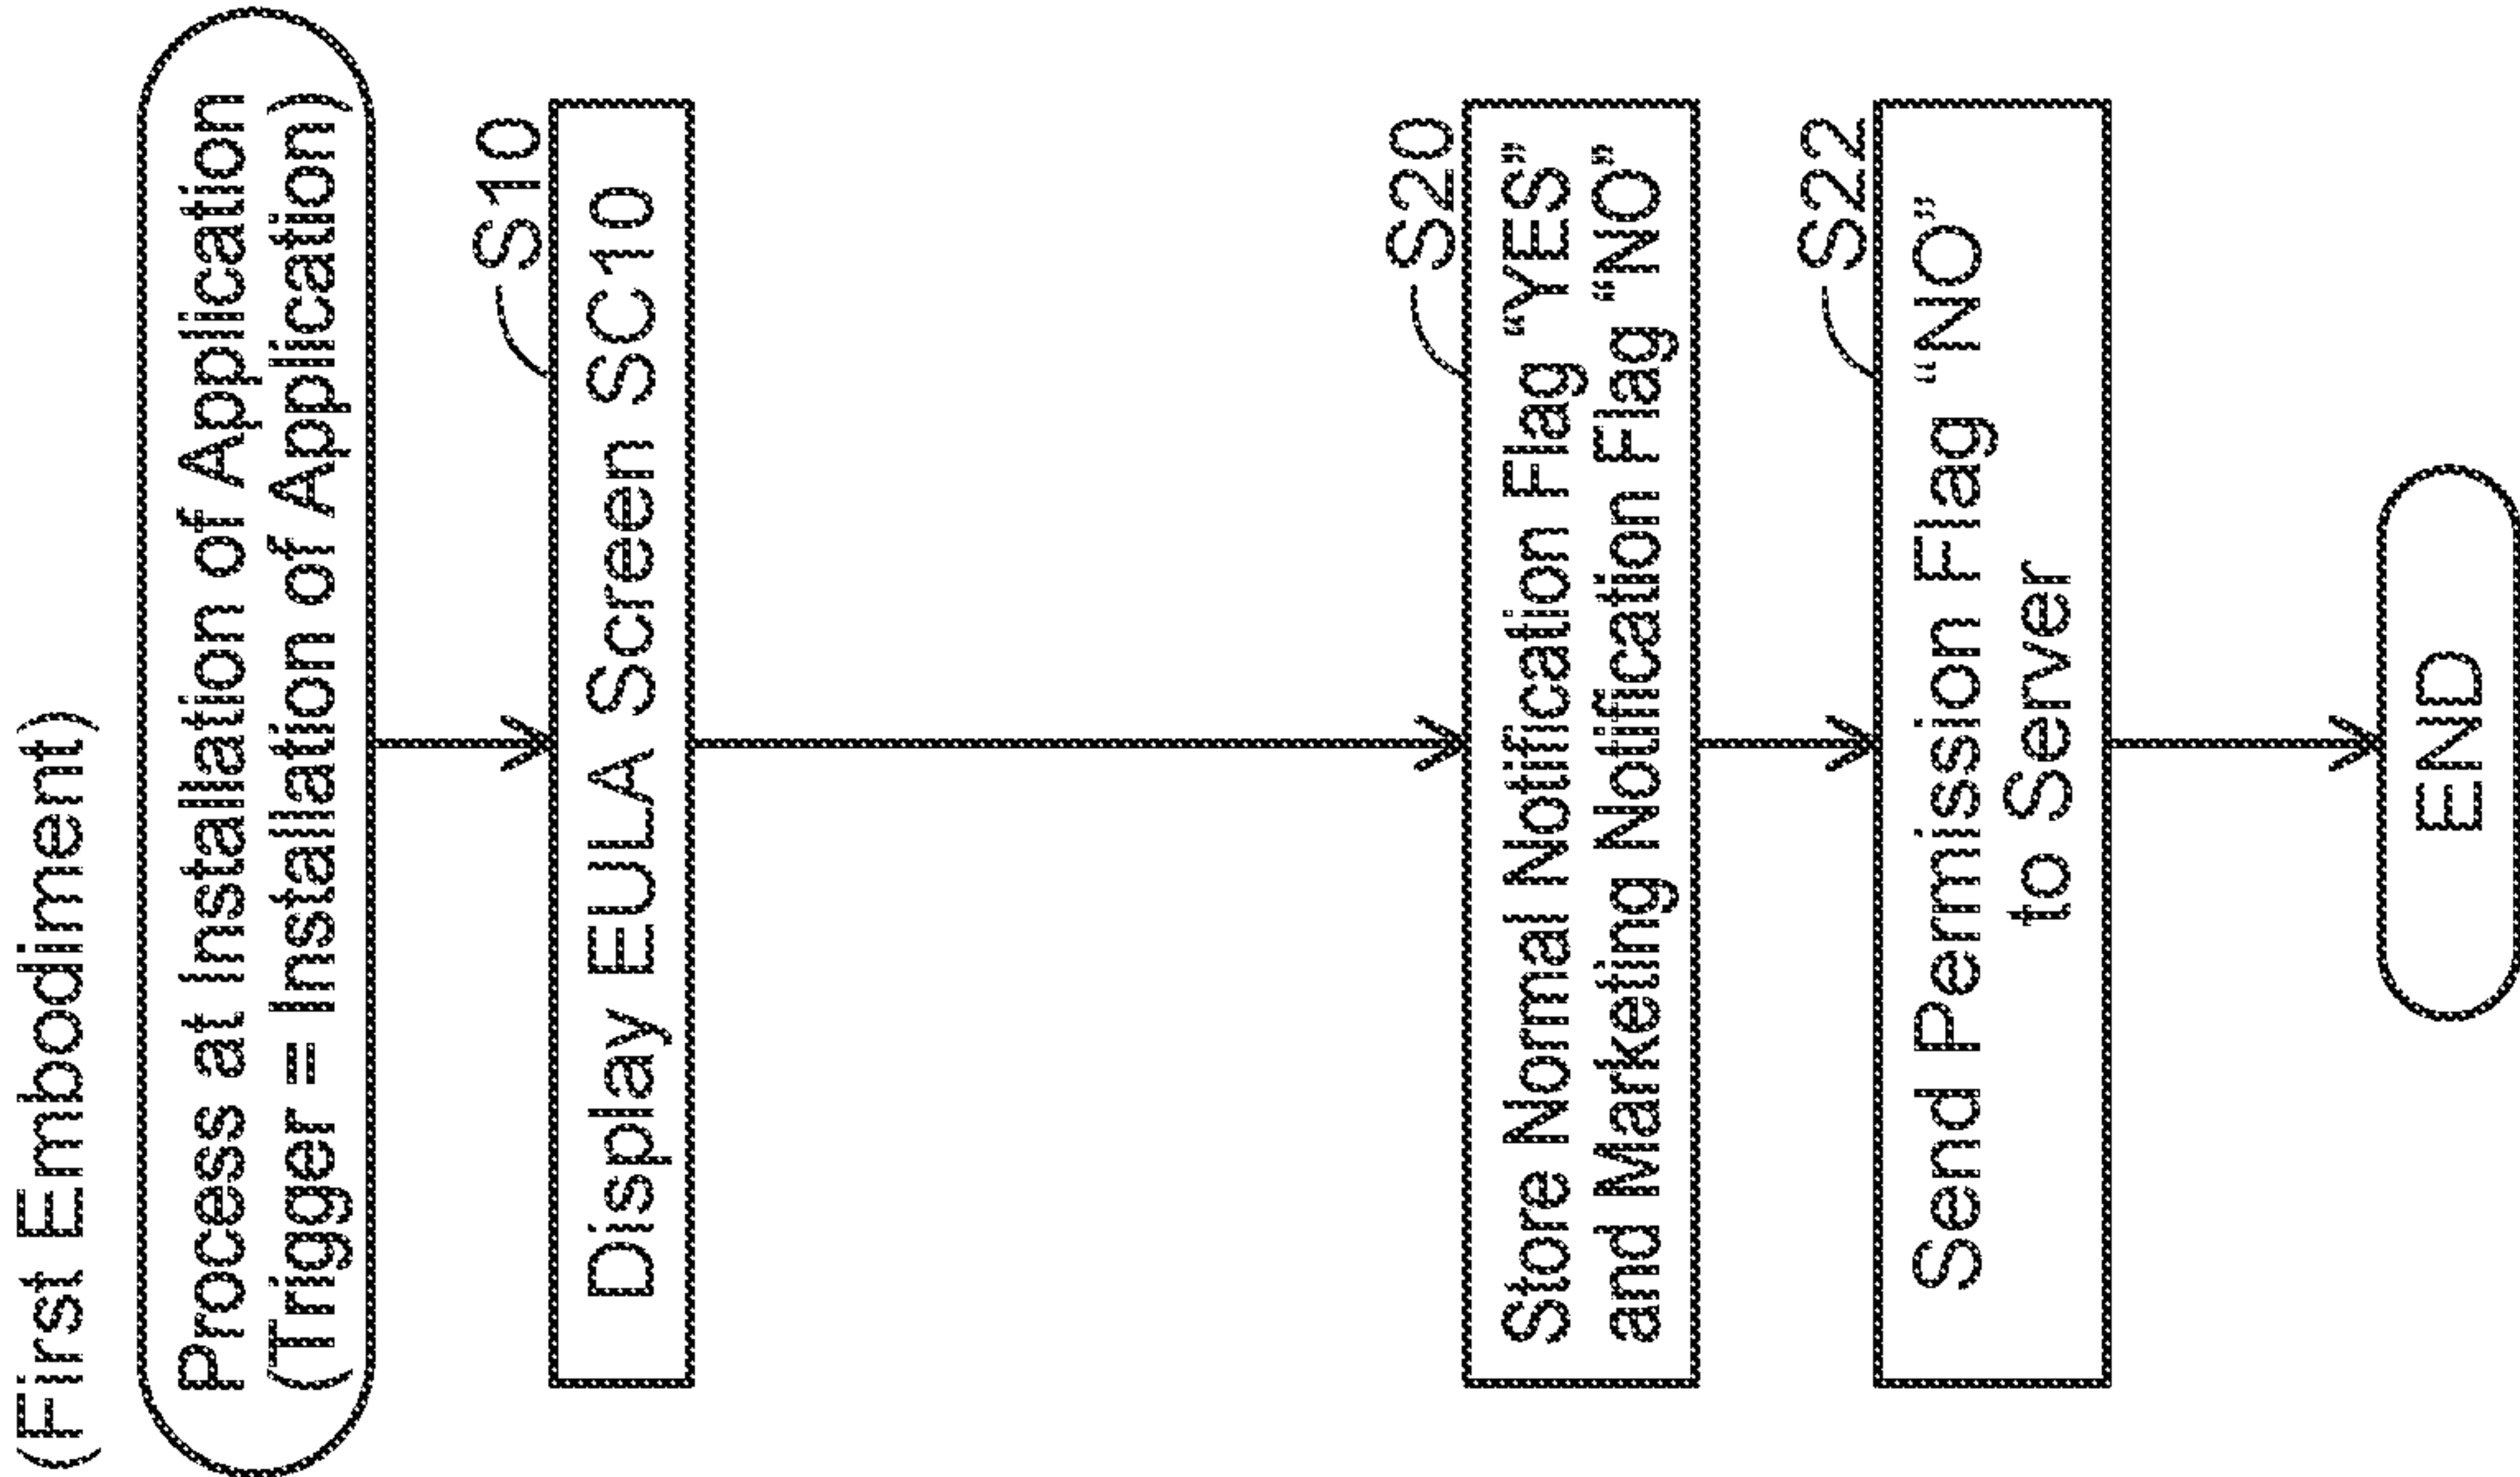 (First Embodiment)
Process at Installation of Application
(Trigger = Installation of Application)
S10
Display EULA Screen SC10
S20
Store Normal Notification Flag “YES”
and Marketing Notification Flag “NO”
S22
Send Permission Flag “NO”
to Server
END